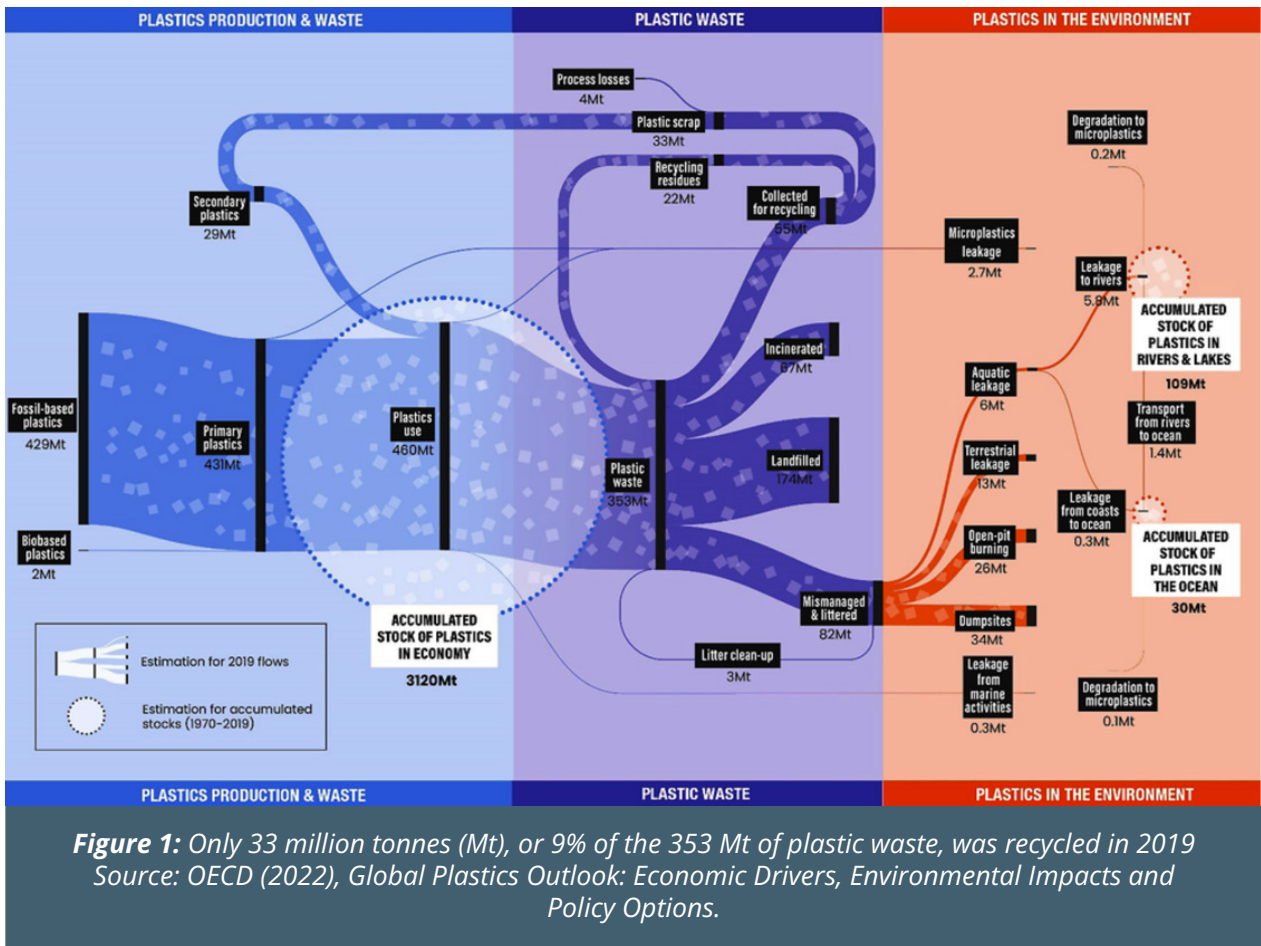 PLASTICS PRODUCTION & WASTE
PLASTIC WASTE
PLASTICS IN THE ENVIRONMENT
Process losses
4Mt
Plastic scrap
33Mt
Recycling
residues
22Mt
Collected
for recycling
55Mt
Secondary
plastics
29Mt
Fossil-based
plastics
429Mt
Primary
plastics
431Mt
Plastics
use
460Mt
Biobased
plastics
2Mt
ACCUMULATED
STOCK OF PLASTICS
IN ECONOMY
3120Mt
Estimation for 2019 flows
Estimation for accumulated
stocks (1970-2019)
Plastic
waste
353Mt
Incinerated
67Mt
Landfilled
174Mt
Mismanaged
& littered
82Mt
Litter clean-up
3Mt
Degradation to
microplastics
0.2Mt
Microplastics
leakage
2.7Mt
Leakage
to rivers
5.8Mt
ACCUMULATED
STOCK OF
PLASTICS IN
RIVERS & LAKES
109Mt
Aquatic
leakage
6Mt
Transport
from rivers
to ocean
1.4Mt
Terrestrial
leakage
13Mt
Leakage
from coasts
to ocean
0.3Mt
Open-pit
burning
26Mt
ACCUMULATED
STOCK OF
PLASTICS IN
THE OCEAN
30Mt
Dumpsites
34Mt
Leakage
from
marine
activities
0.3Mt
Degradation to
microplastics
0.1Mt
PLASTICS PRODUCTION & WASTE
PLASTIC WASTE
PLASTICS IN THE ENVIRONMENT
Figure 1: Only 33 million tonnes (Mt), or 9% of the 353 Mt of plastic waste, was recycled in 2019
Source: OECD (2022), Global Plastics Outlook: Economic Drivers, Environmental Impacts and
Policy Options.